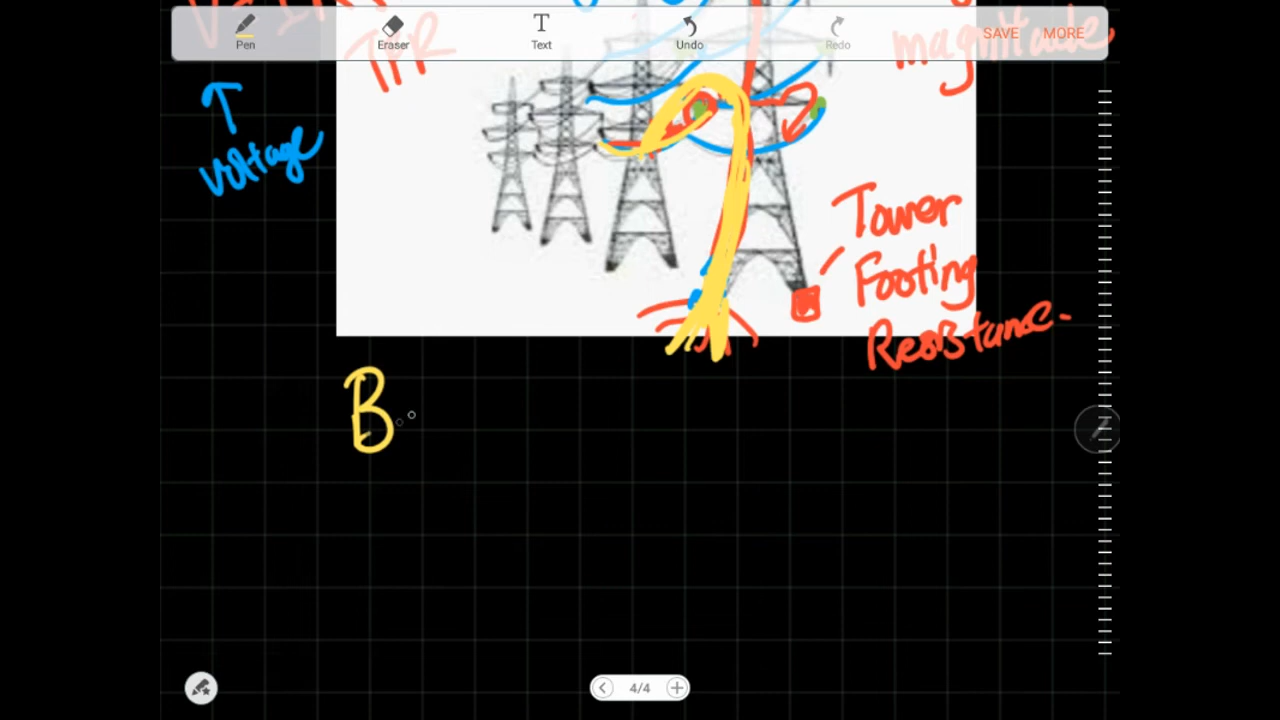 Pen
Eraser
Text
Undo
Redo
SAVE
MORE
TFR
magnitude
voltage
Tower
Footing
Resistance.
B
4/4